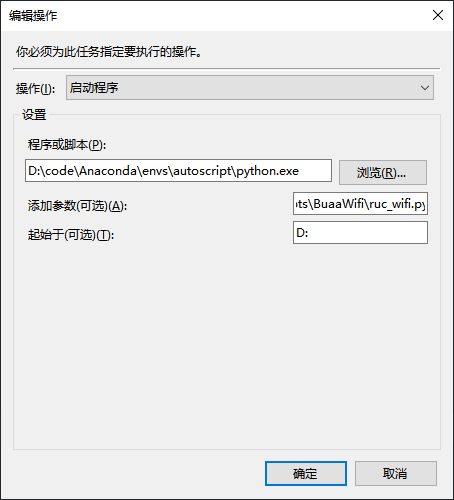 编辑操作
你必须为此任务指定要执行的操作。
操作(I): 启动程序
设置
程序或脚本(P):
D:\code\Anaconda\envs\autoscript\python.exe 浏览(R)...
添加参数(可选)(A): ots\BuaaWifi\ruc_wifi.py
起始于(可选)(T): D:
确定 取消